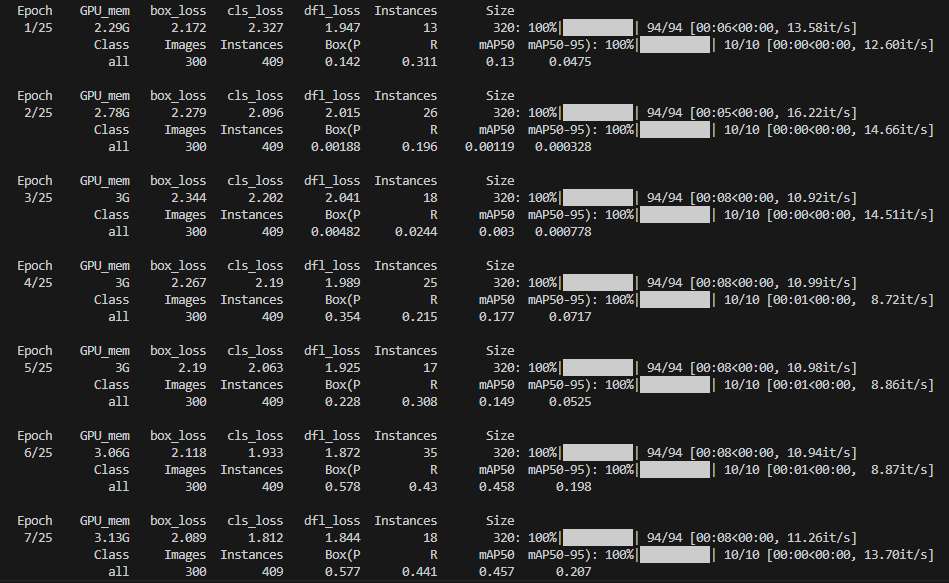 Epoch GPU_mem box_loss cls_loss dfl_loss Instances Size
1/25 2.29G 2.172 2.327 1.947 13 320: 100%|██████████| 94/94 [00:06<00:00, 13.58it/s]
Class Images Instances Box(P R mAP50 mAP50-95): 100%|██████████| 10/10 [00:00<00:00, 12.60it/s]
all 300 409 0.142 0.311 0.13 0.0475
Epoch GPU_mem box_loss cls_loss dfl_loss Instances Size
2/25 2.78G 2.279 2.096 2.015 26 320: 100%|██████████| 94/94 [00:05<00:00, 16.22it/s]
Class Images Instances Box(P R mAP50 mAP50-95): 100%|██████████| 10/10 [00:00<00:00, 14.66it/s]
all 300 409 0.00188 0.196 0.00119 0.000328
Epoch GPU_mem box_loss cls_loss dfl_loss Instances Size
3/25 3G 2.344 2.202 2.041 18 320: 100%|██████████| 94/94 [00:08<00:00, 10.92it/s]
Class Images Instances Box(P R mAP50 mAP50-95): 100%|██████████| 10/10 [00:00<00:00, 14.51it/s]
all 300 409 0.00482 0.0244 0.003 0.000778
Epoch GPU_mem box_loss cls_loss dfl_loss Instances Size
4/25 3G 2.267 2.19 1.989 25 320: 100%|██████████| 94/94 [00:08<00:00, 10.99it/s]
Class Images Instances Box(P R mAP50 mAP50-95): 100%|██████████| 10/10 [00:01<00:00, 8.72it/s]
all 300 409 0.354 0.215 0.177 0.0717
Epoch GPU_mem box_loss cls_loss dfl_loss Instances Size
5/25 3G 2.19 2.063 1.925 17 320: 100%|██████████| 94/94 [00:08<00:00, 10.98it/s]
Class Images Instances Box(P R mAP50 mAP50-95): 100%|██████████| 10/10 [00:01<00:00, 8.86it/s]
all 300 409 0.228 0.308 0.149 0.0525
Epoch GPU_mem box_loss cls_loss dfl_loss Instances Size
6/25 3.06G 2.118 1.933 1.872 35 320: 100%|██████████| 94/94 [00:08<00:00, 10.94it/s]
Class Images Instances Box(P R mAP50 mAP50-95): 100%|██████████| 10/10 [00:01<00:00, 8.87it/s]
all 300 409 0.578 0.43 0.458 0.198
Epoch GPU_mem box_loss cls_loss dfl_loss Instances Size
7/25 3.13G 2.089 1.812 1.844 18 320: 100%|██████████| 94/94 [00:08<00:00, 11.26it/s]
Class Images Instances Box(P R mAP50 mAP50-95): 100%|██████████| 10/10 [00:00<00:00, 13.70it/s]
all 300 409 0.577 0.441 0.457 0.207